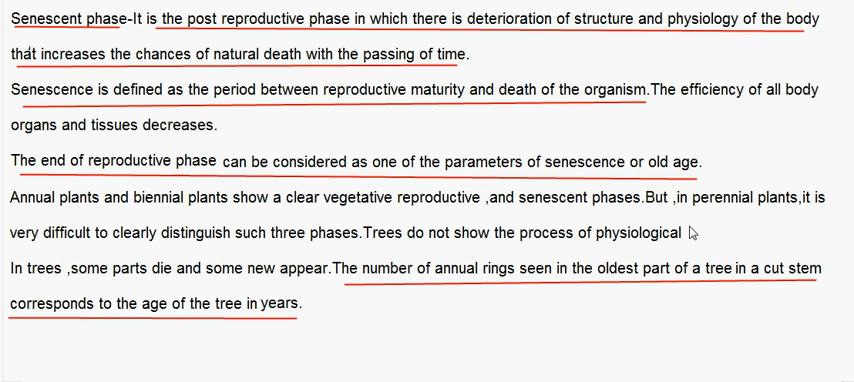 Senescent phase-It is the post reproductive phase in which there is deterioration of structure and physiology of the body
that increases the chances of natural death with the passing of time.
Senescence is defined as the period between reproductive maturity and death of the organism.The efficiency of all body
organs and tissues decreases.
The end of reproductive phase can be considered as one of the parameters of senescence or old age.
Annual plants and biennial plants show a clear vegetative reproductive ,and senescent phases.But ,in perennial plants,it is
very difficult to clearly distinguish such three phases.Trees do not show the process of physiological
In trees ,some parts die and some new appear.The number of annual rings seen in the oldest part of a tree in a cut stem
corresponds to the age of the tree in years.